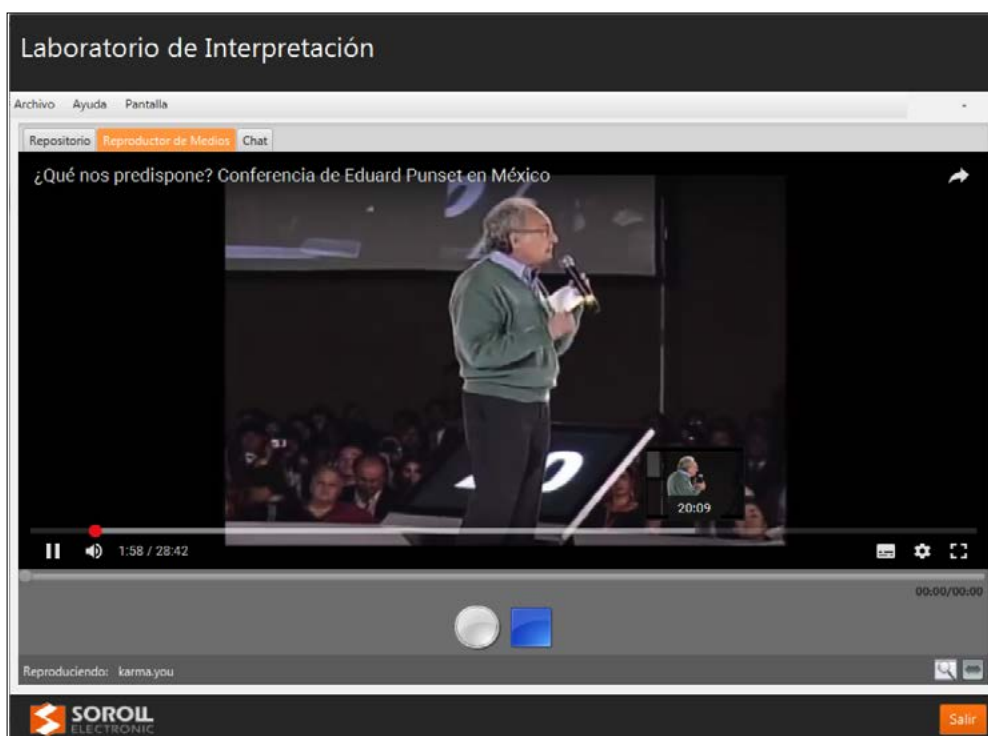 Laboratorio de Interpretación
Archivo Ayuda Pantalla
Repositorio Reproductor de Medios Chat
¿Qué nos predispone? Conferencia de Eduard Punset en México
20:09
1:58 / 28:42
00:00/00:00
Reproduciendo: karma.you
SOROLL
ELECTRONIC
Salir